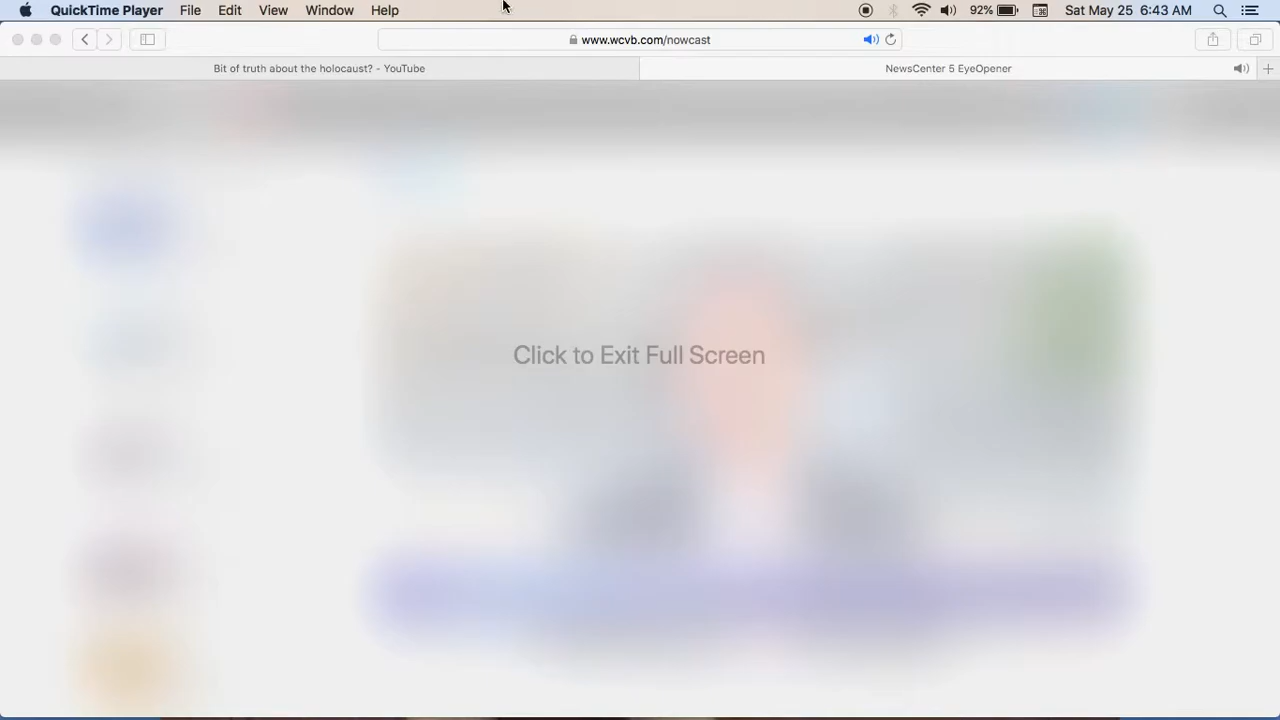 QuickTime Player File Edit View Window Help 92% Sat May 25 6:43 AM
www.wcvb.com/nowcast
Bit of truth about the holocaust? - YouTube NewsCenter 5 EyeOpener
Click to Exit Full Screen